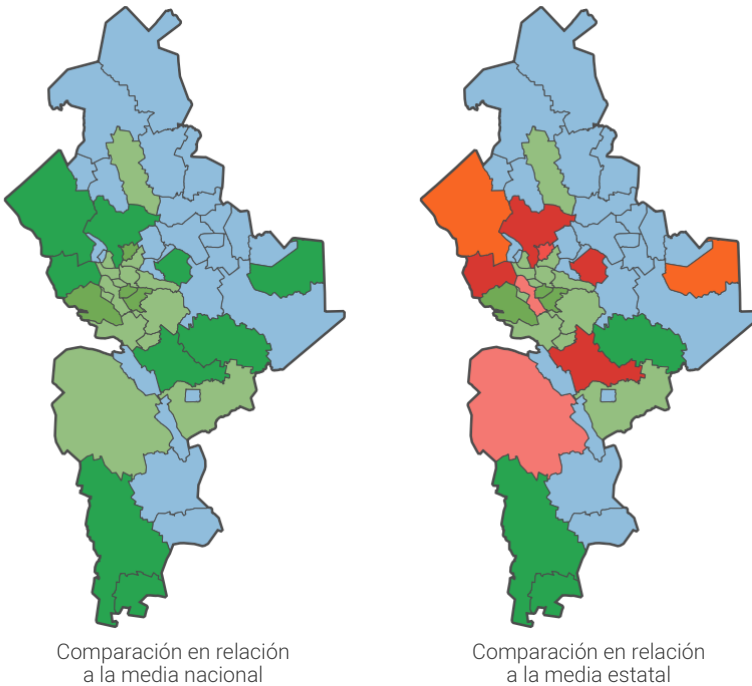 Comparación en relación
a la media nacional
Comparación en relación
a la media estatal